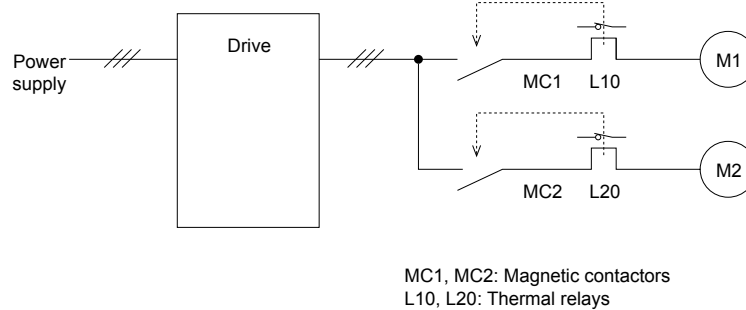 Drive
Power
supply
M1
MC1 L10
M2
MC2 L20
MC1, MC2: Magnetic contactors
L10, L20: Thermal relays